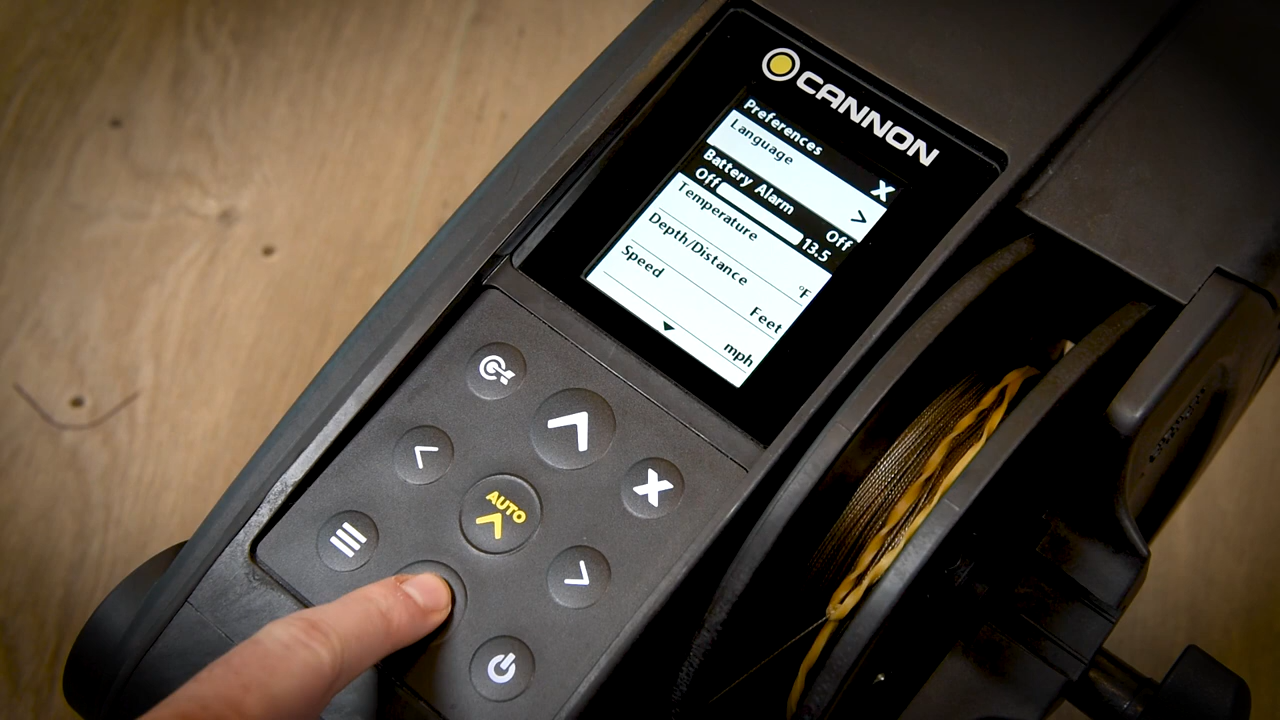 CANNON
Preferences X
Language >
Battery Alarm Off
Off 13.5
Temperature °F
Depth/Distance Feet
Speed mph
AUTO